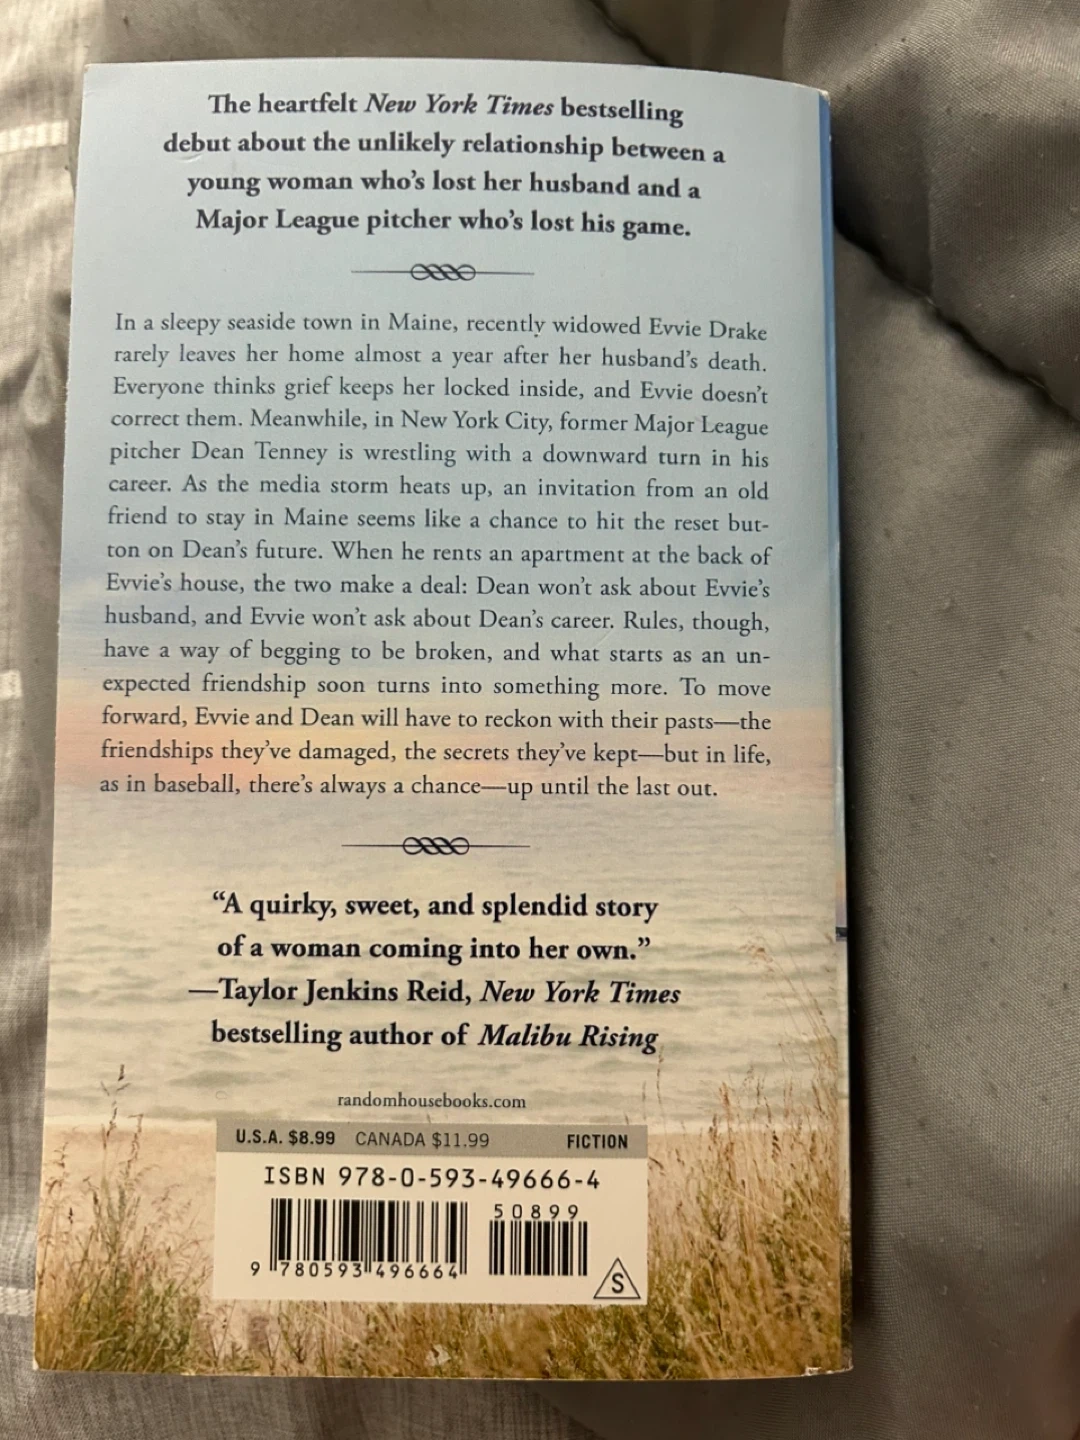 The heartfelt New York Times bestselling
debut about the unlikely relationship between a
young woman who's lost her husband and a
Major League pitcher who's lost his game.
In a sleepy seaside town in Maine, recently widowed Evvie Drake
rarely leaves her home almost a year after her husband's death.
Everyone thinks grief keeps her locked inside, and Evvie doesn't
correct them. Meanwhile, in New York City, former Major League
pitcher Dean Tenney is wrestling with a downward turn in his
career. As the media storm heats up, an invitation from an old
friend to stay in Maine seems like a chance to hit the reset but-
ton on Dean's future. When he rents an apartment at the back of
Evvie's house, the two make a deal: Dean won't ask about Evvie's
husband, and Evvie won't ask about Dean's career. Rules, though,
have a way of begging to be broken, and what starts as an un-
expected friendship soon turns into something more. To move
forward, Evvie and Dean will have to reckon with their pasts—the
friendships they've damaged, the secrets they've kept—but in life,
as in baseball, there's always a chance—up until the last out.
"A quirky, sweet, and splendid story
of a woman coming into her own."
—Taylor Jenkins Reid, New York Times
bestselling author of Malibu Rising
randomhousebooks.com
U.S.A. $8.99 CANADA $11.99 FICTION
ISBN 978-0-593-49666-4
50899
9 780593 496664
S